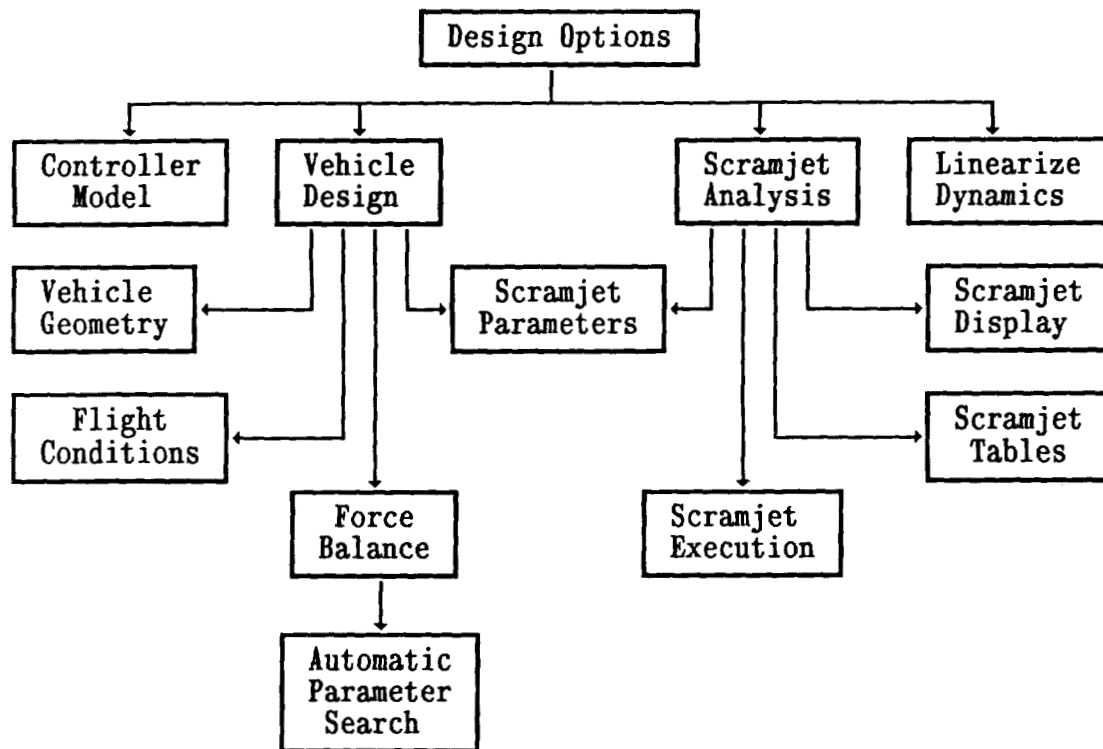 Design Options
Controller
Model
Vehicle
Design
Scramjet
Analysis
Linearize
Dynamics
Vehicle
Geometry
Scramjet
Parameters
Scramjet
Display
Flight
Conditions
Scramjet
Tables
Force
Balance
Scramjet
Execution
Automatic
Parameter
Search